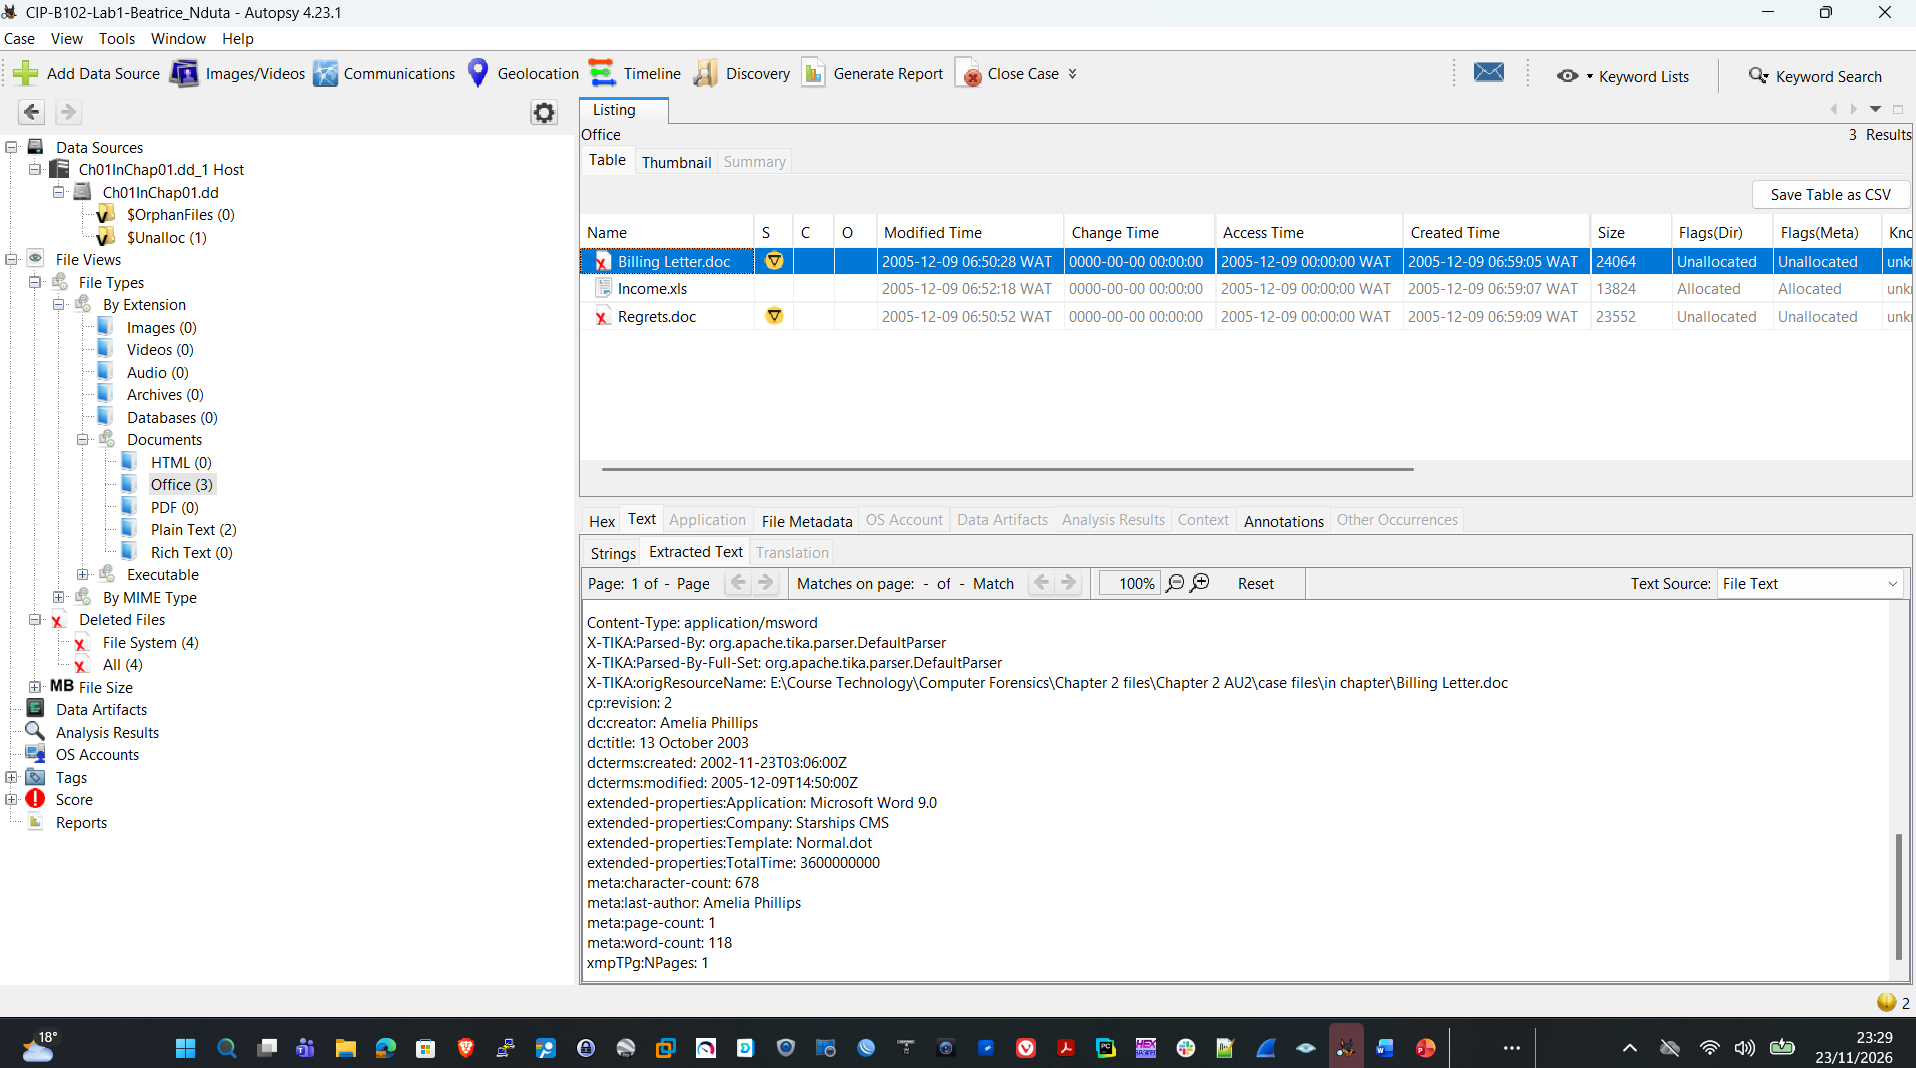 CIP-B102-Lab1-Beatrice_Nduta - Autopsy 4.23.1
Case View Tools Window Help
Add Data Source Images/Videos Communications Geolocation Timeline Discovery Generate Report Close Case Keyword Lists Keyword Search
Data Sources
Ch01InChap01.dd_1 Host
Ch01InChap01.dd
$OrphanFiles (0)
$Unalloc (1)
File Views
File Types
By Extension
Images (0)
Videos (0)
Audio (0)
Archives (0)
Databases (0)
Documents
HTML (0)
Office (3)
PDF (0)
Plain Text (2)
Rich Text (0)
Executable
By MIME Type
Deleted Files
File System (4)
All (4)
MB File Size
Data Artifacts
Analysis Results
OS Accounts
Tags
Score
Reports
Listing
Office 3 Results
Table Thumbnail Summary
Save Table as CSV
Name S C O Modified Time Change Time Access Time Created Time Size Flags(Dir) Flags(Meta) Knc
Billing Letter.doc 2005-12-09 06:50:28 WAT 0000-00-00 00:00:00 2005-12-09 00:00:00 WAT 2005-12-09 06:59:05 WAT 24064 Unallocated Unallocated unk
Income.xls 2005-12-09 06:52:18 WAT 0000-00-00 00:00:00 2005-12-09 00:00:00 WAT 2005-12-09 06:59:07 WAT 13824 Allocated Allocated unk
Regrets.doc 2005-12-09 06:50:52 WAT 0000-00-00 00:00:00 2005-12-09 00:00:00 WAT 2005-12-09 06:59:09 WAT 23552 Unallocated Unallocated unk
Hex Text Application File Metadata OS Account Data Artifacts Analysis Results Context Annotations Other Occurrences
Strings Extracted Text Translation
Page: 1 of - Page Matches on page: - of - Match 100% Reset Text Source: File Text
Content-Type: application/msword
X-TIKA:Parsed-By: org.apache.tika.parser.DefaultParser
X-TIKA:Parsed-By-Full-Set: org.apache.tika.parser.DefaultParser
X-TIKA:origResourceName: E:\Course Technology\Computer Forensics\Chapter 2 files\Chapter 2 AU2\case files\in chapter\Billing Letter.doc
cp:revision: 2
dc:creator: Amelia Phillips
dc:title: 13 October 2003
dcterms:created: 2002-11-23T03:06:00Z
dcterms:modified: 2005-12-09T14:50:00Z
extended-properties:Application: Microsoft Word 9.0
extended-properties:Company: Starships CMS
extended-properties:Template: Normal.dot
extended-properties:TotalTime: 3600000000
meta:character-count: 678
meta:last-author: Amelia Phillips
meta:page-count: 1
meta:word-count: 118
xmpTPg:NPages: 1
2
18°
23:29
23/11/2026